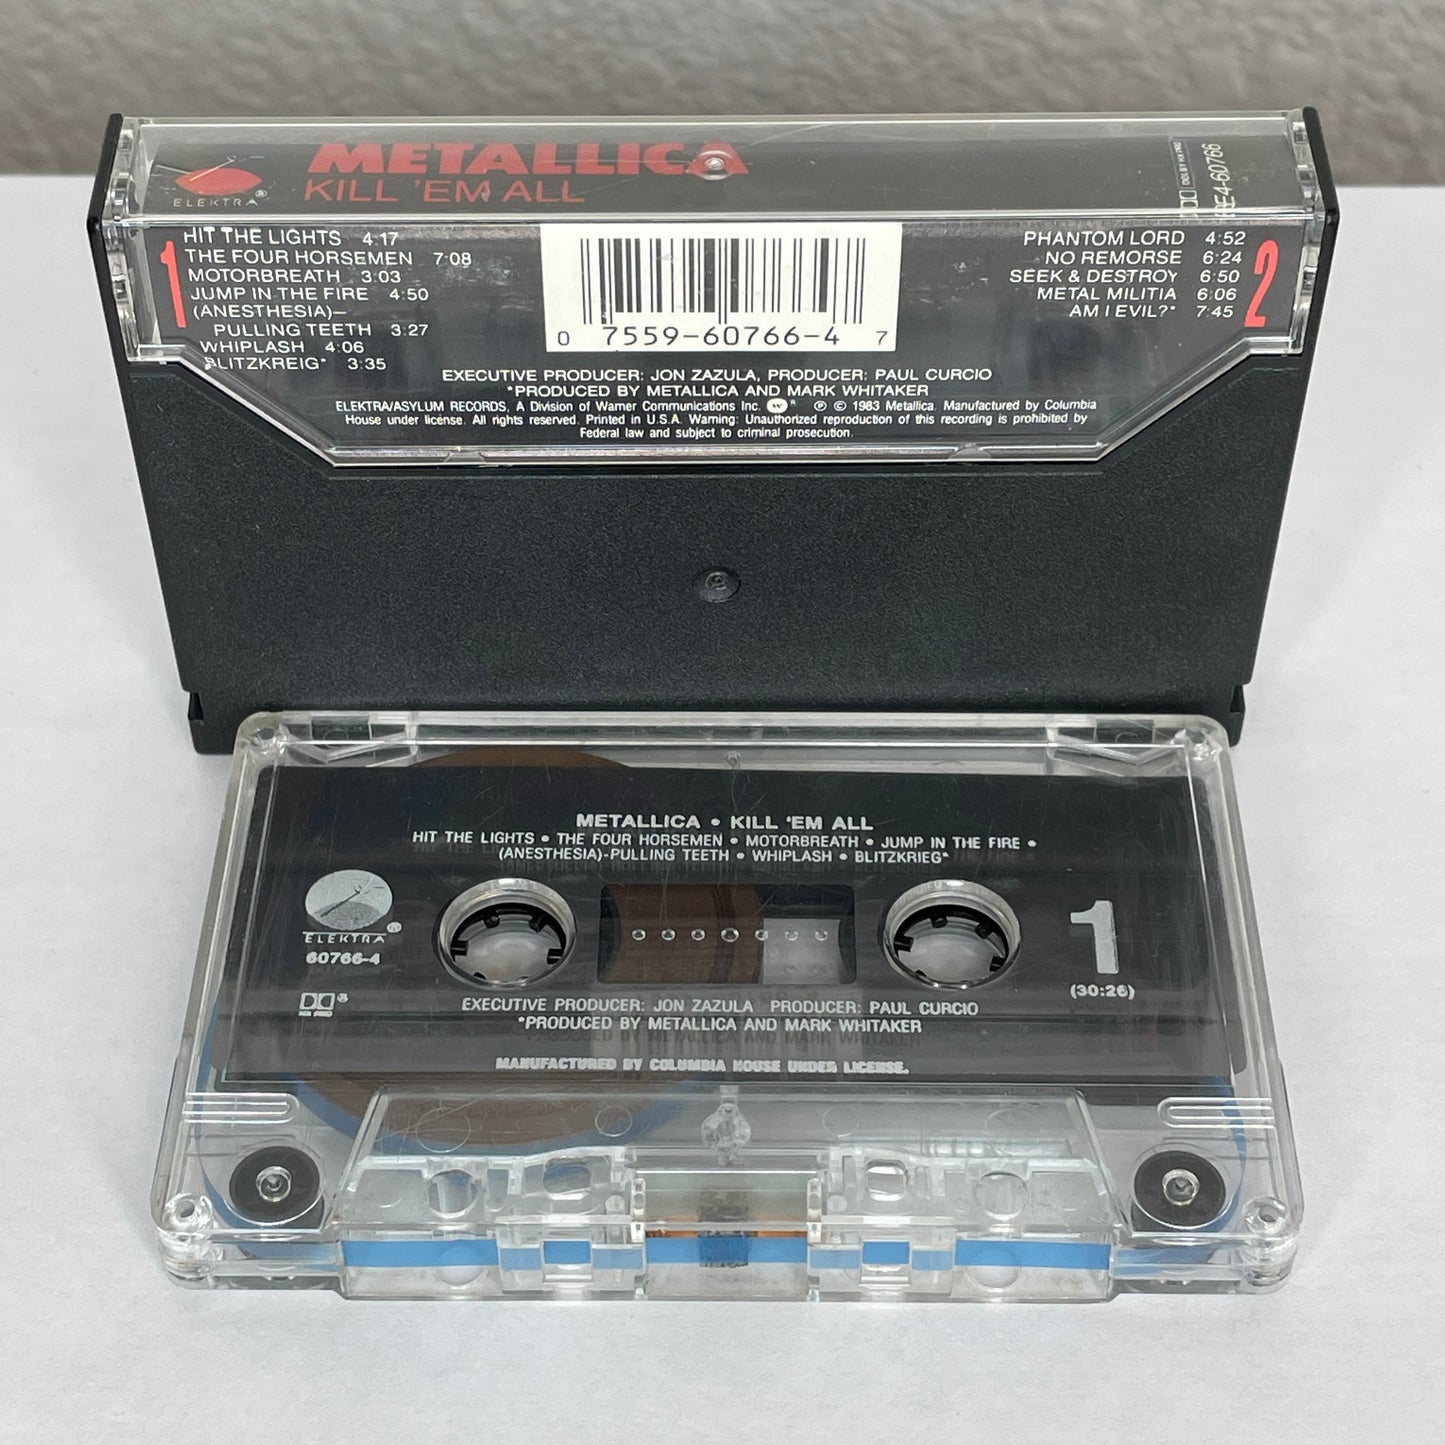 METALLICA
KILL 'EM ALL
ELEKTRA ®
DOLBY HX PRO
4-60766
1
HIT THE LIGHTS 4:17
THE FOUR HORSEMEN 7:08
MOTORBREATH 3:03
JUMP IN THE FIRE 4:50
(ANESTHESIA)–
PULLING TEETH 3:27
WHIPLASH 4:06
BLITZKREIG* 3:35
0 7559-60766-4 7
2
PHANTOM LORD 4:52
NO REMORSE 6:24
SEEK & DESTROY 6:50
METAL MILITIA 6:06
AM I EVIL?* 7:45
EXECUTIVE PRODUCER: JON ZAZULA, PRODUCER: PAUL CURCIO
*PRODUCED BY METALLICA AND MARK WHITAKER
ELEKTRA/ASYLUM RECORDS, A Division of Warner Communications Inc. ® ℗ © 1983 Metallica. Manufactured by Columbia
House under license. All rights reserved. Printed in U.S.A. Warning: Unauthorized reproduction of this recording is prohibited by
Federal law and subject to criminal prosecution.
METALLICA • KILL 'EM ALL
HIT THE LIGHTS • THE FOUR HORSEMEN • MOTORBREATH • JUMP IN THE FIRE •
(ANESTHESIA)-PULLING TEETH • WHIPLASH • BLITZKRIEG*
ELEKTRA ®
60766-4
HX PRO
1
(30:26)
EXECUTIVE PRODUCER: JON ZAZULA PRODUCER: PAUL CURCIO
*PRODUCED BY METALLICA AND MARK WHITAKER
MANUFACTURED BY COLUMBIA HOUSE UNDER LICENSE.